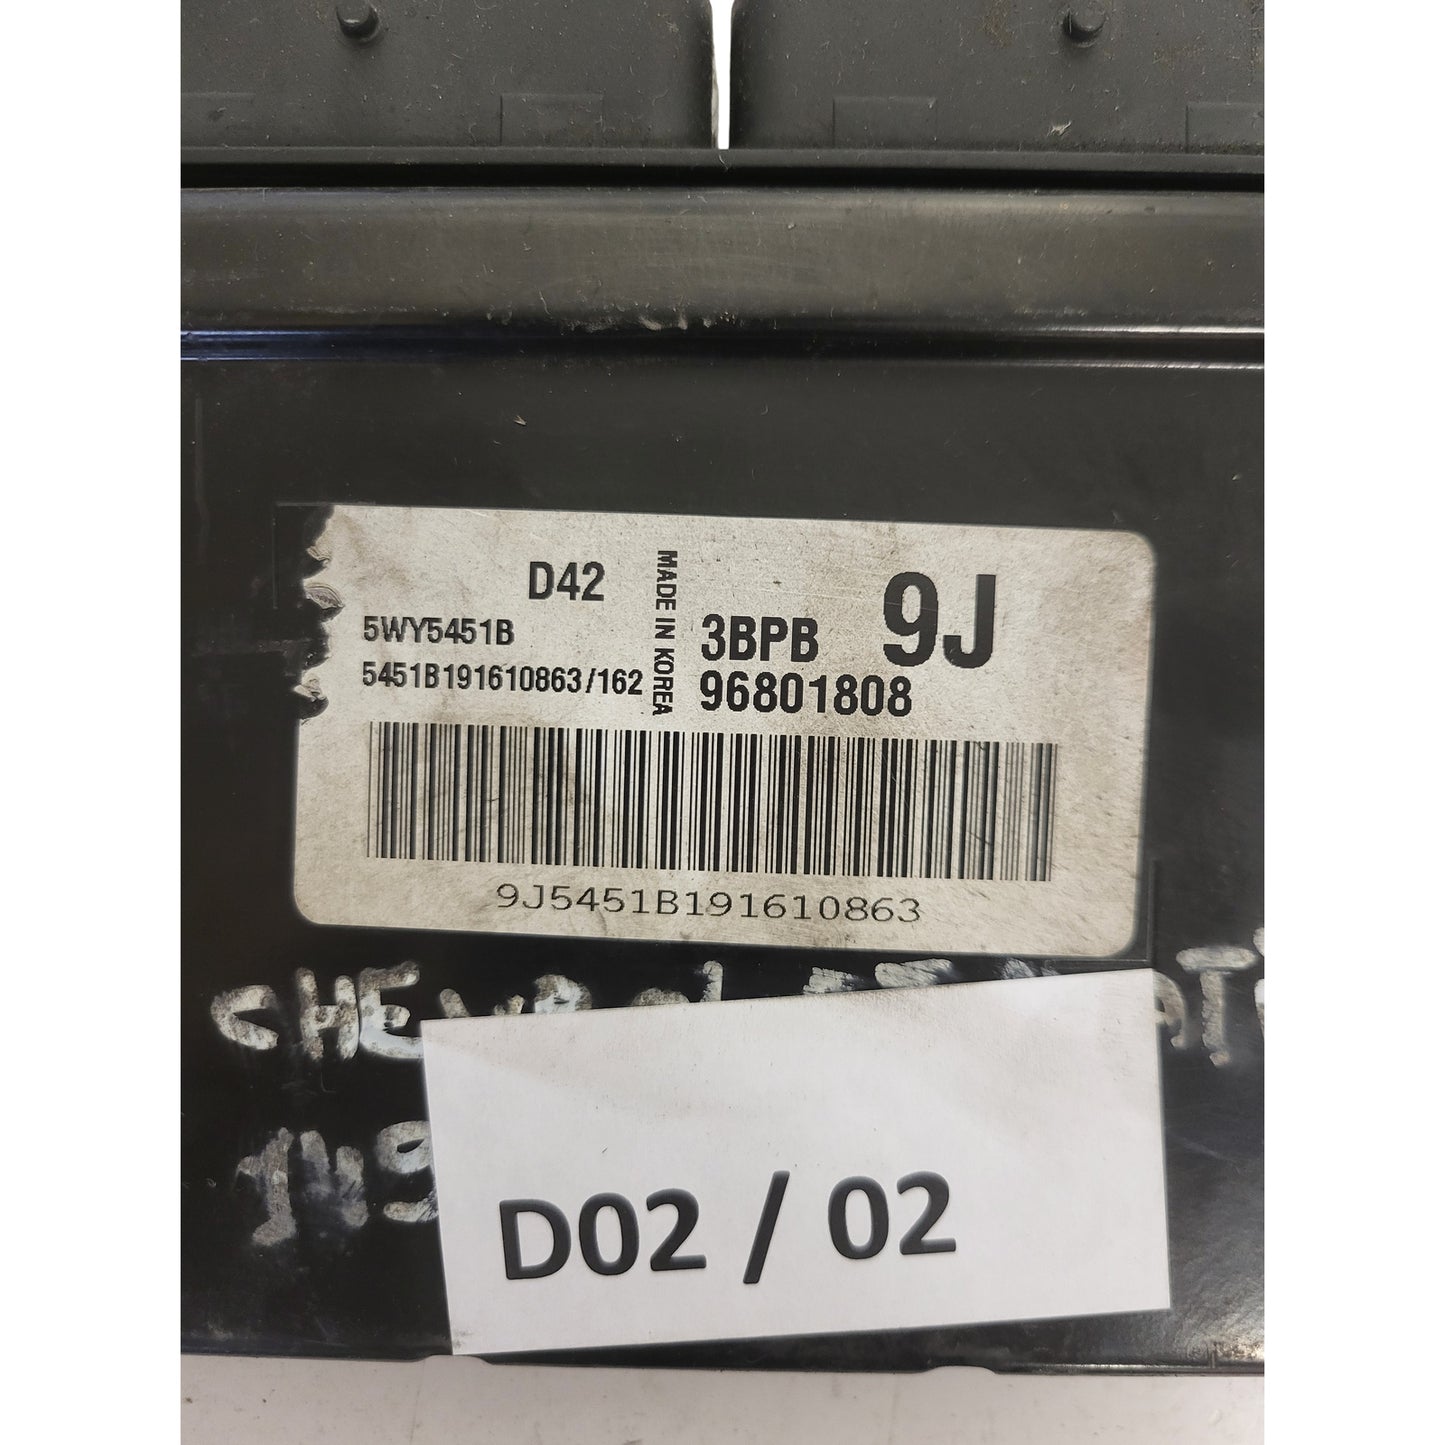 D42
5WY5451B
5451B191610863/162
MADE IN KOREA
3BPB 9J
96801808
9J5451B191610863
D02 / 02